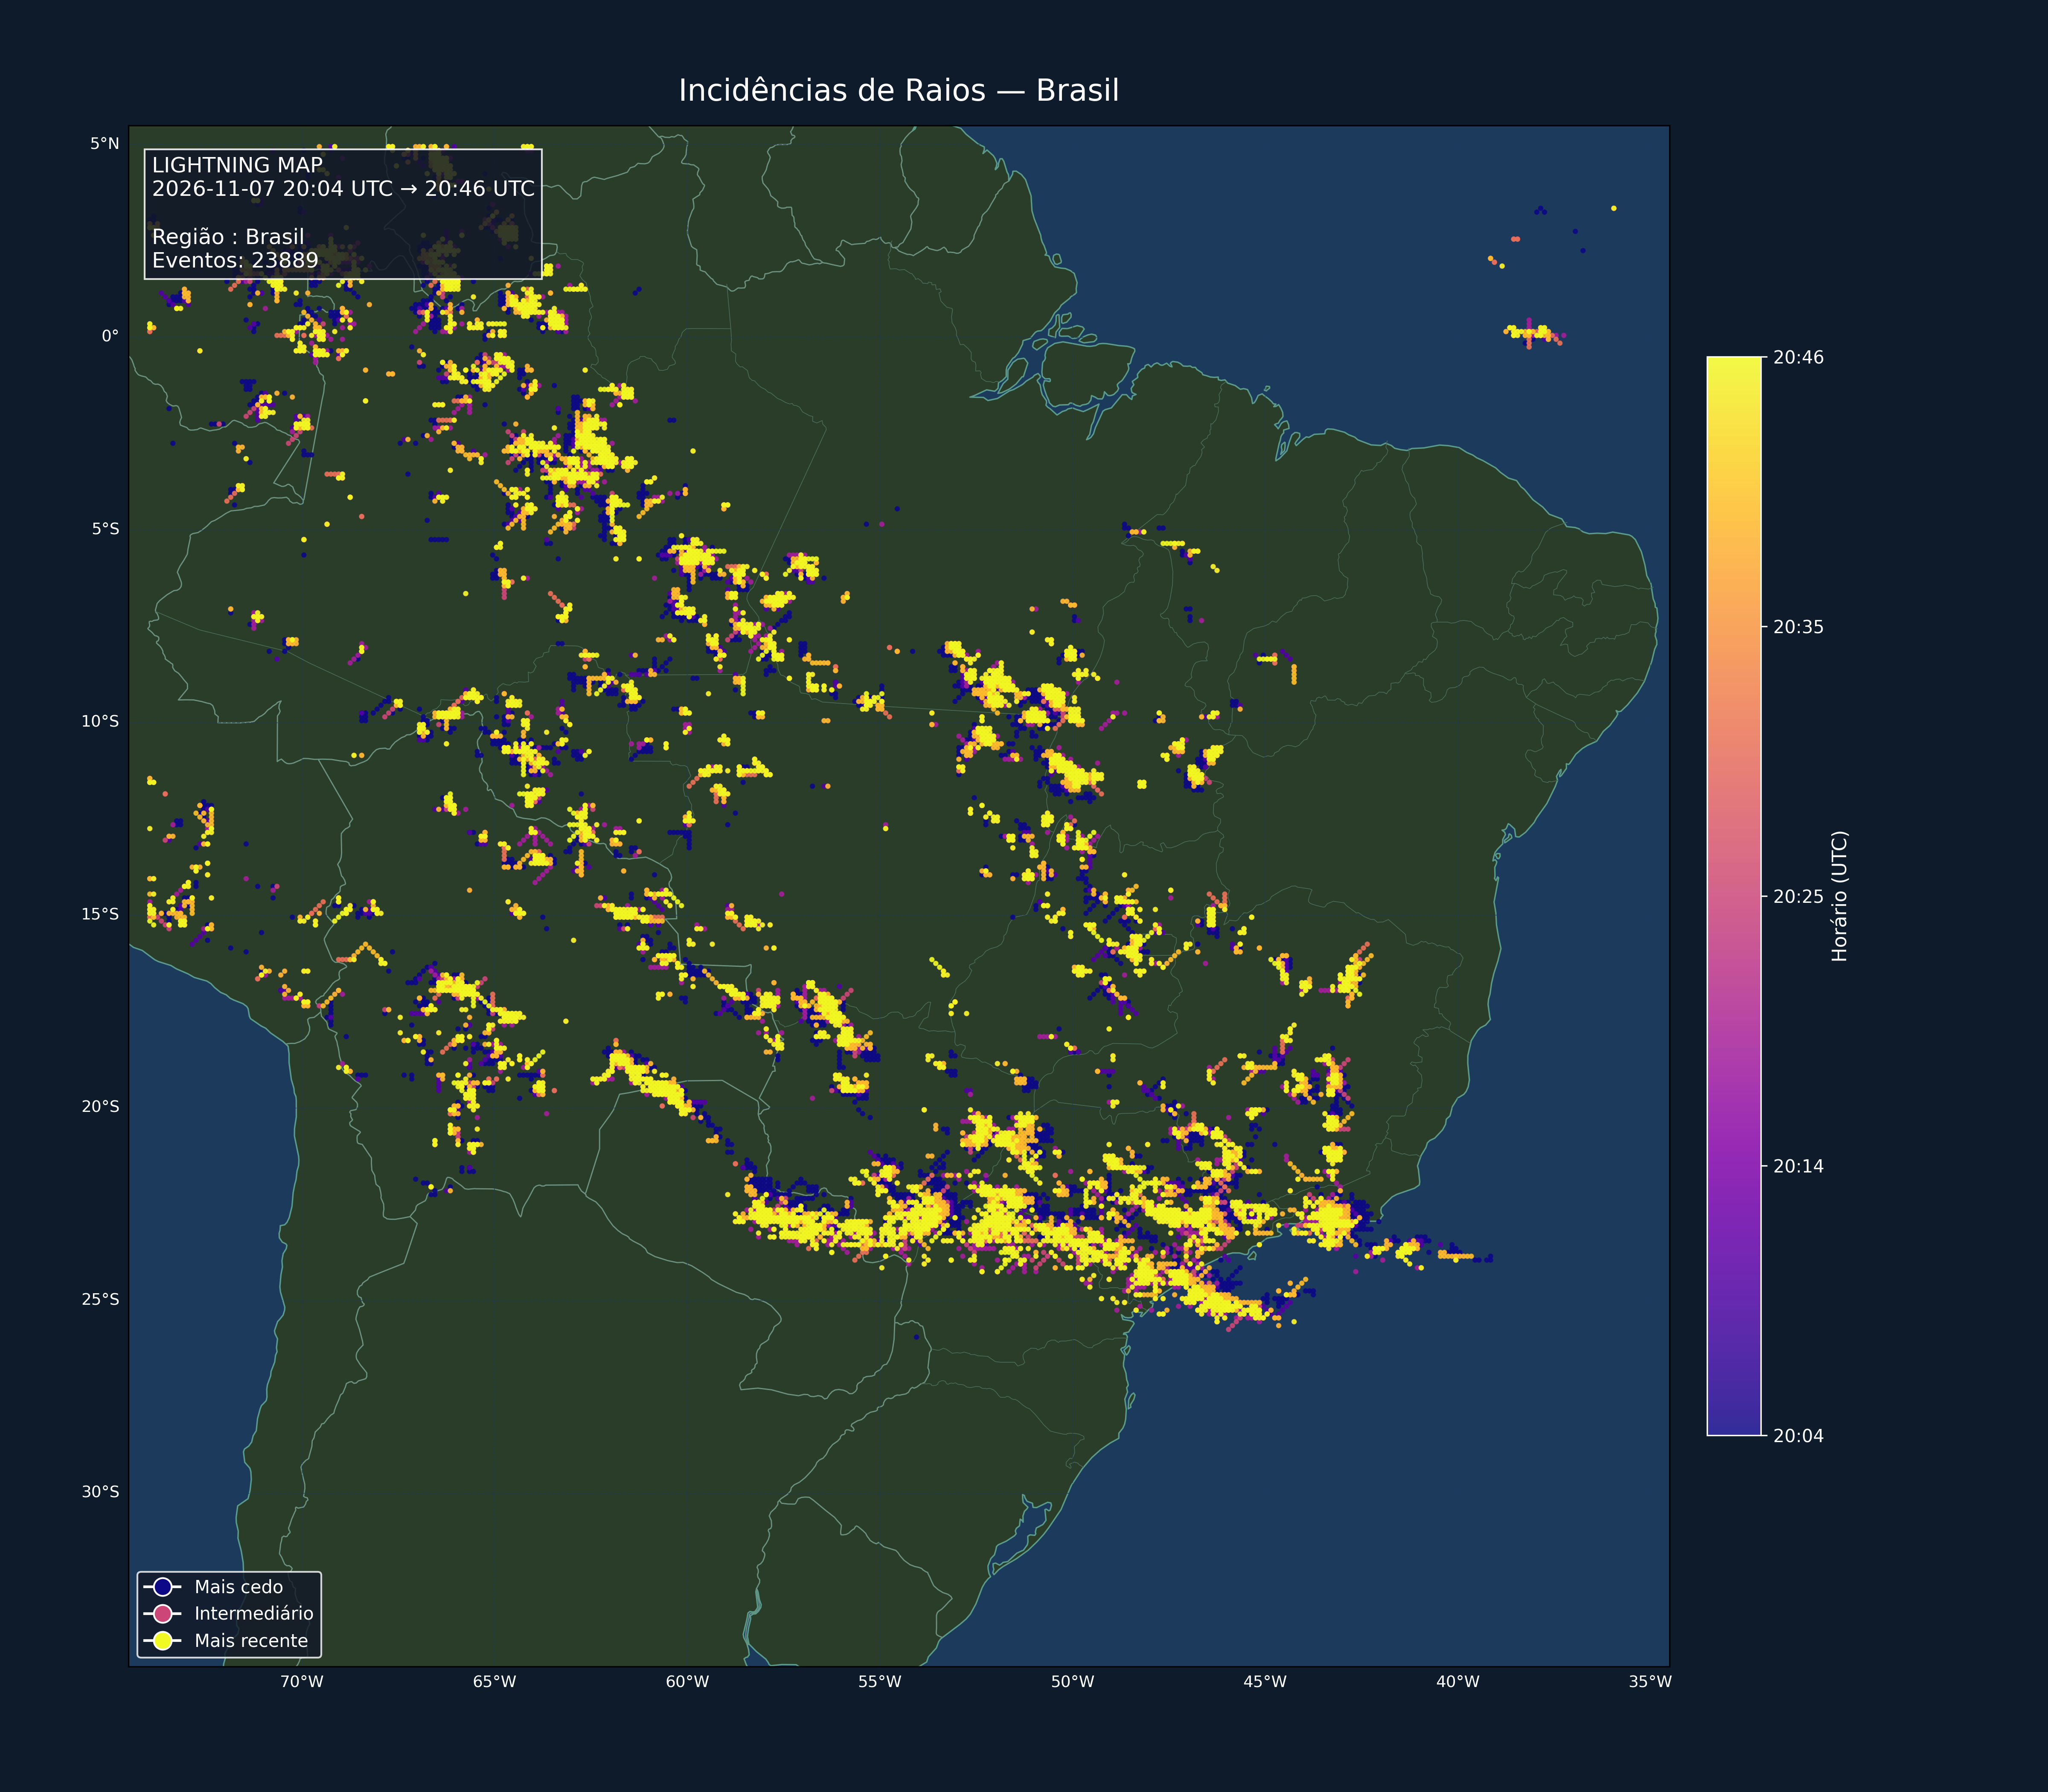 Incidências de Raios — Brasil
LIGHTNING MAP
2026-11-07 20:04 UTC → 20:46 UTC
Região : Brasil
Eventos: 23889
5°N
0°
5°S
10°S
15°S
20°S
25°S
30°S
70°W
65°W
60°W
55°W
50°W
45°W
40°W
35°W
Mais cedo
Intermediário
Mais recente
20:46
20:35
20:25
20:14
20:04
Horário (UTC)